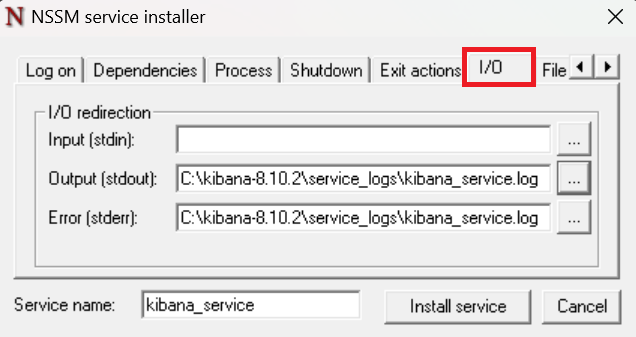 NSSM service installer
Log on Dependencies Process Shutdown Exit actions I/O File
I/O redirection
Input (stdin): ...
Output (stdout): C:\kibana-8.10.2\service_logs\kibana_service.log ...
Error (stderr): C:\kibana-8.10.2\service_logs\kibana_service.log ...
Service name: kibana_service Install service Cancel